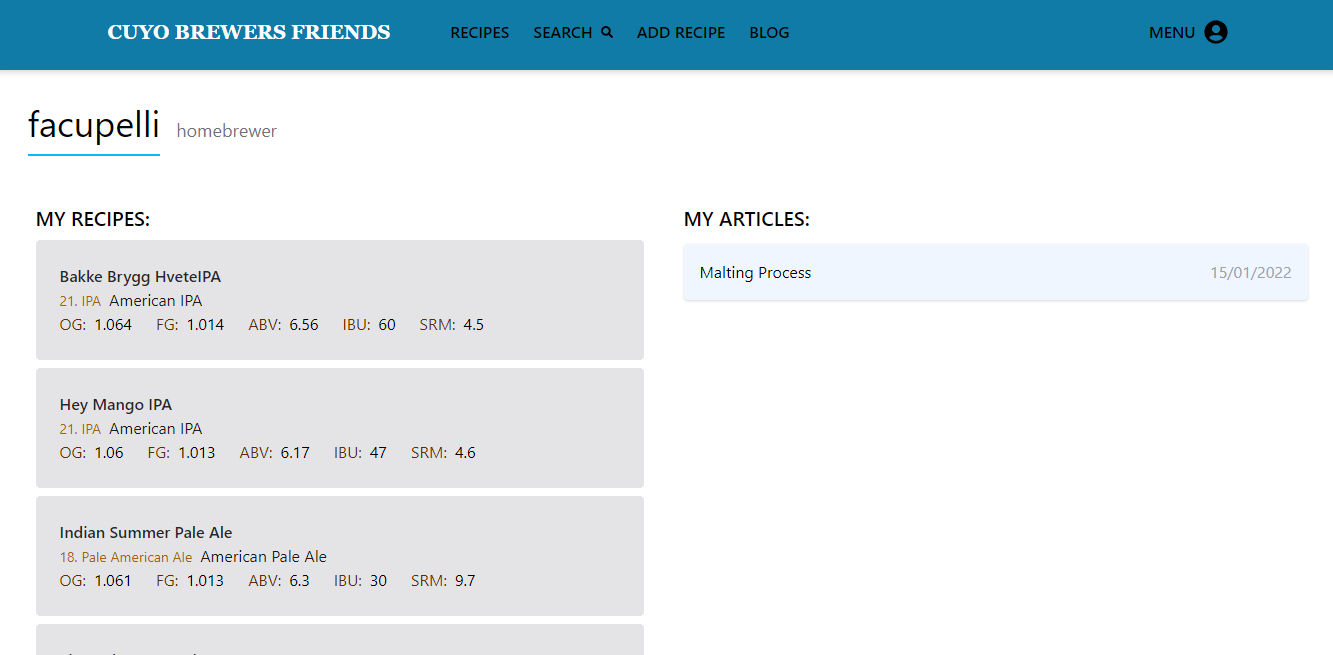 CUYO BREWERS FRIENDS
RECIPES SEARCH ADD RECIPE BLOG MENU
facupelli homebrewer
MY RECIPES:
Bakke Brygg HveteIPA
21. IPA American IPA
OG: 1.064 FG: 1.014 ABV: 6.56 IBU: 60 SRM: 4.5
Hey Mango IPA
21. IPA American IPA
OG: 1.06 FG: 1.013 ABV: 6.17 IBU: 47 SRM: 4.6
Indian Summer Pale Ale
18. Pale American Ale American Pale Ale
OG: 1.061 FG: 1.013 ABV: 6.3 IBU: 30 SRM: 9.7
MY ARTICLES:
Malting Process 15/01/2022